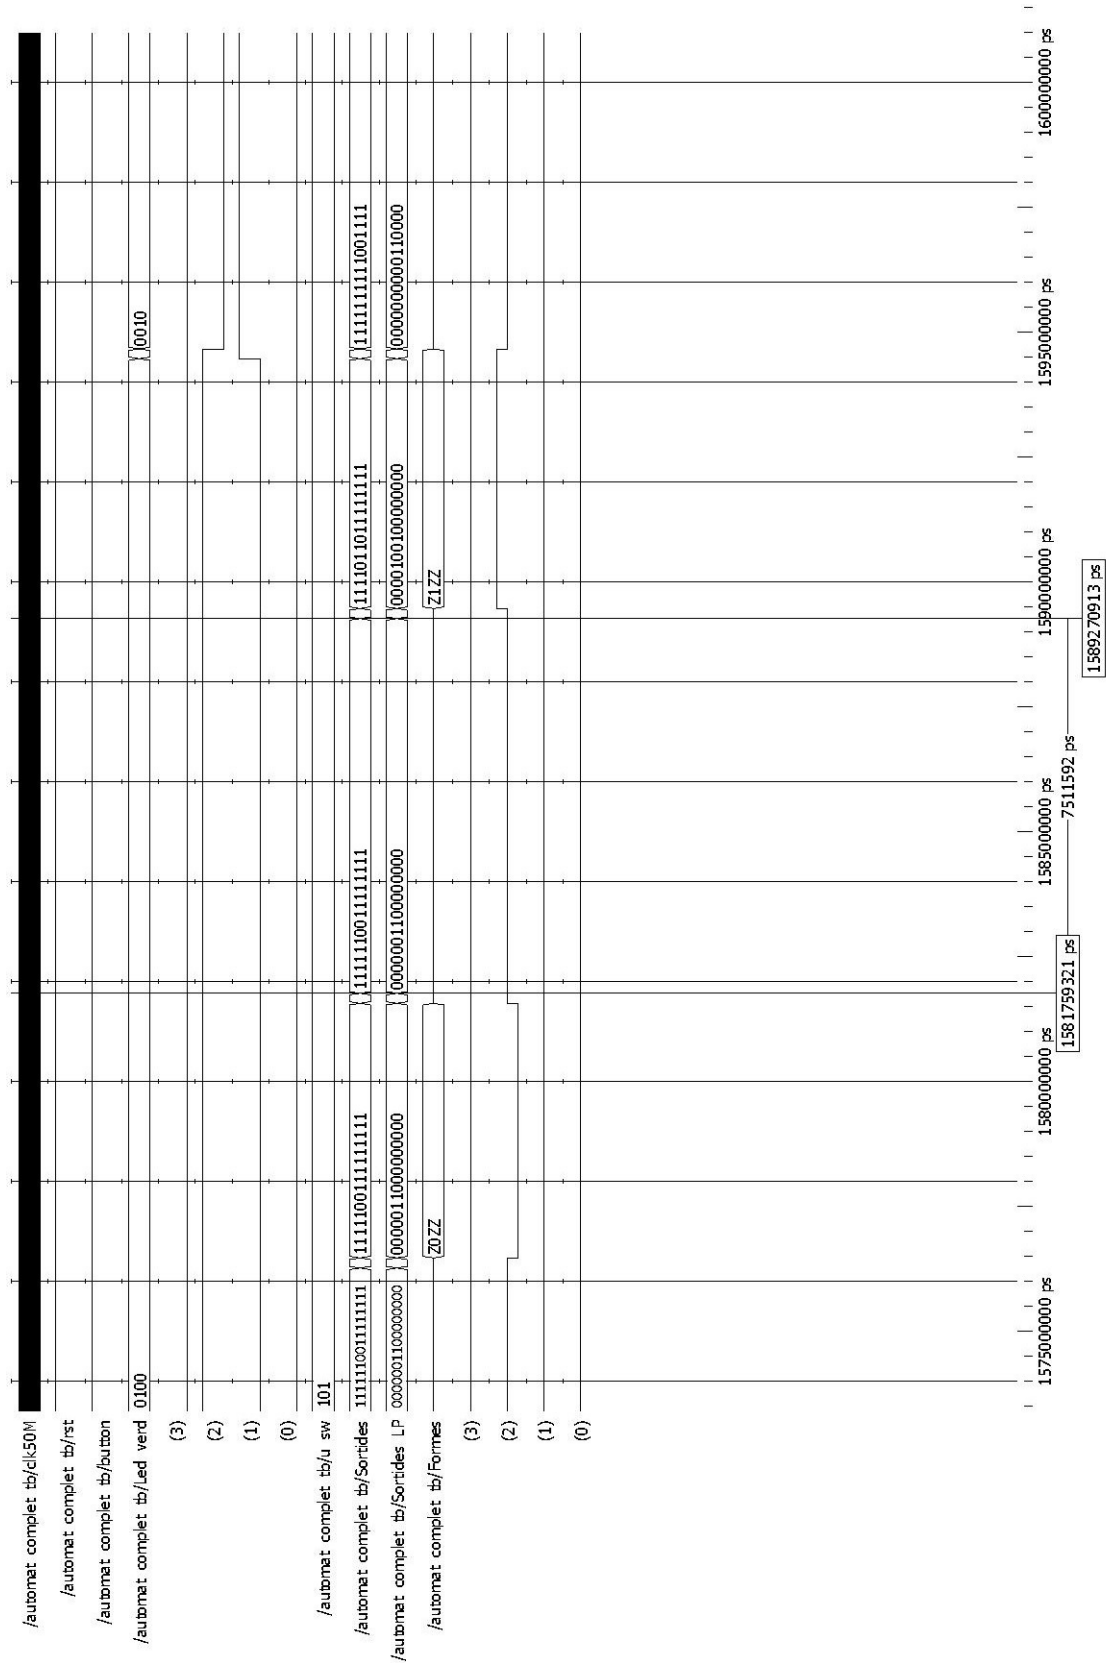 /automat complet tb/clk50M
/automat complet tb/rst
/automat complet tb/button
/automat complet tb/Led verd 0100 0010
(3)
(2)
(1)
(0)
/automat complet tb/u sw 101
/automat complet tb/Sortides 1111110011111111 1111100111111111 1111110011111111 1111011011111111 1111111111001111
/automat complet tb/Sortides LP 0000001100000000 0000011000000000 0000001100000000 0000100100000000 0000000000110000
/automat complet tb/Formes Z0ZZ Z1ZZ
(3)
(2)
(1)
(0)
1575000000 ps 1580000000 ps 1585000000 ps 1590000000 ps 1595000000 ps 1600000000 ps
1581759321 ps 7511592 ps
1589270913 ps